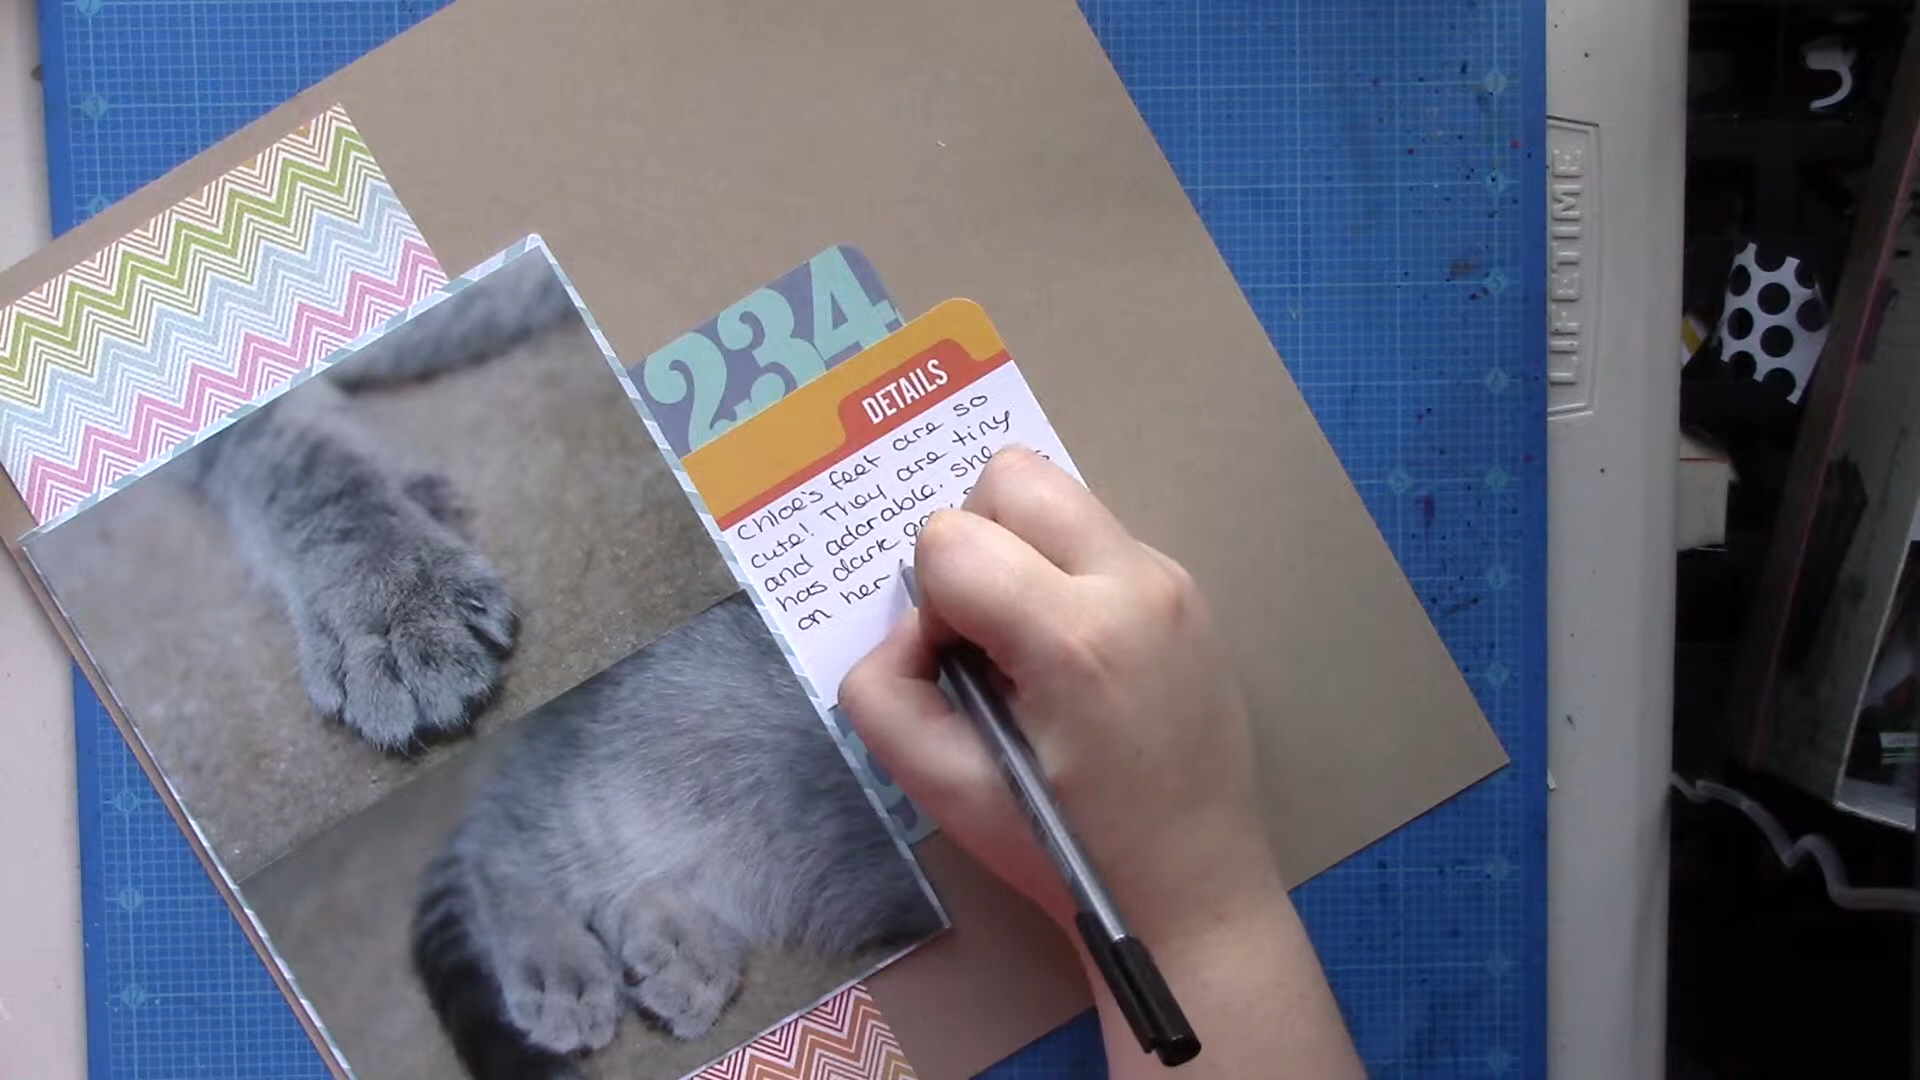 234
DETAILS
Chloe's feet are so
cute! They are tiny
and adorable. She
has dark
on her
LIFETIME